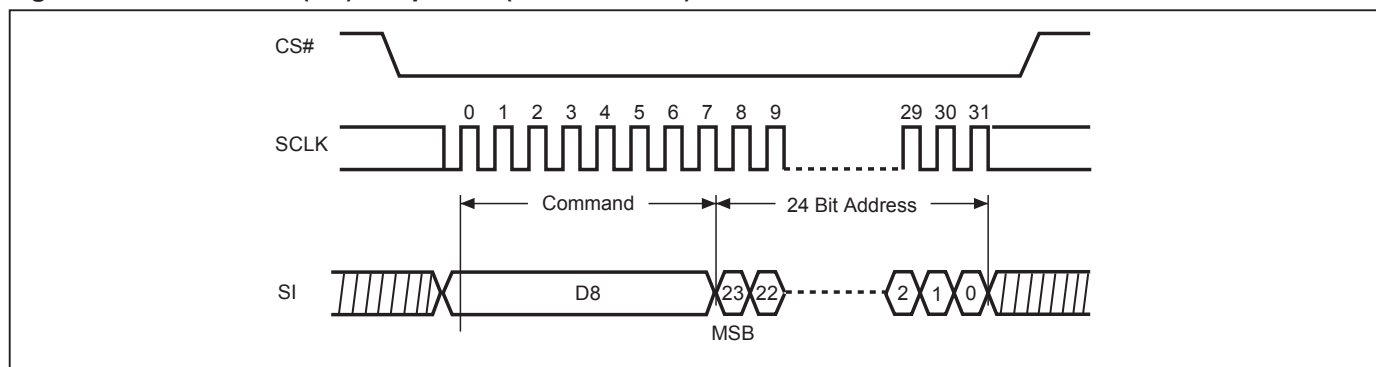 CS#
0 1 2 3 4 5 6 7 8 9 29 30 31
SCLK
Command 24 Bit Address
SI D8 23 22 2 1 0
MSB